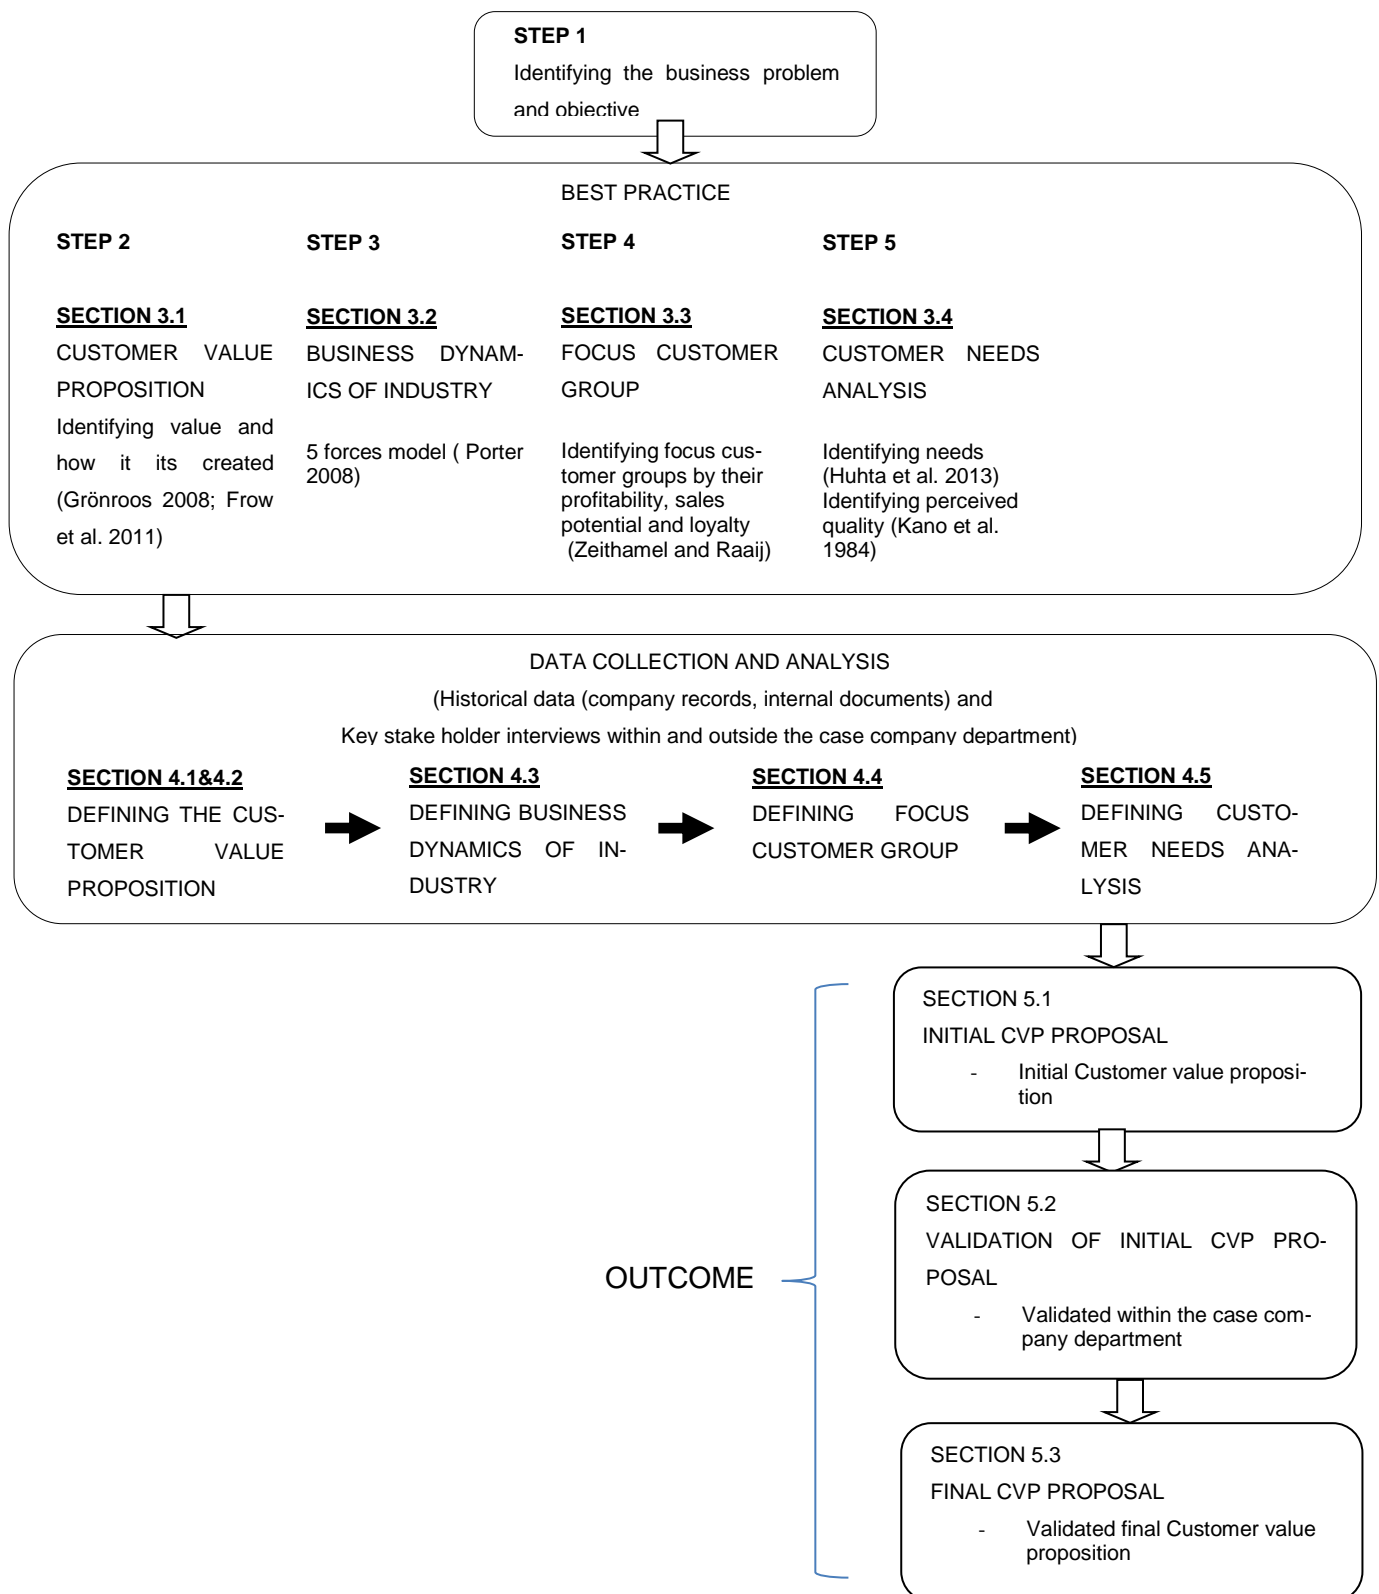 STEP 1
Identifying the business problem
and objective
BEST PRACTICE
STEP 2
SECTION 3.1
CUSTOMER VALUE
PROPOSITION
Identifying value and
how it its created
(Grönroos 2008; Frow
et al. 2011)
STEP 3
SECTION 3.2
BUSINESS DYNAM-
ICS OF INDUSTRY
5 forces model ( Porter
2008)
STEP 4
SECTION 3.3
FOCUS CUSTOMER
GROUP
Identifying focus cus-
tomer groups by their
profitability, sales
potential and loyalty
(Zeithamel and Raaij)
STEP 5
SECTION 3.4
CUSTOMER NEEDS
ANALYSIS
Identifying needs
(Huhta et al. 2013)
Identifying perceived
quality (Kano et al.
1984)
DATA COLLECTION AND ANALYSIS
(Historical data (company records, internal documents) and
Key stake holder interviews within and outside the case company department)
SECTION 4.1&4.2
DEFINING THE CUS-
TOMER VALUE
PROPOSITION
SECTION 4.3
DEFINING BUSINESS
DYNAMICS OF IN-
DUSTRY
SECTION 4.4
DEFINING FOCUS
CUSTOMER GROUP
SECTION 4.5
DEFINING CUSTO-
MER NEEDS ANA-
LYSIS
OUTCOME
SECTION 5.1
INITIAL CVP PROPOSAL
- Initial Customer value proposi-
tion
SECTION 5.2
VALIDATION OF INITIAL CVP PRO-
POSAL
- Validated within the case com-
pany department
SECTION 5.3
FINAL CVP PROPOSAL
- Validated final Customer value
proposition